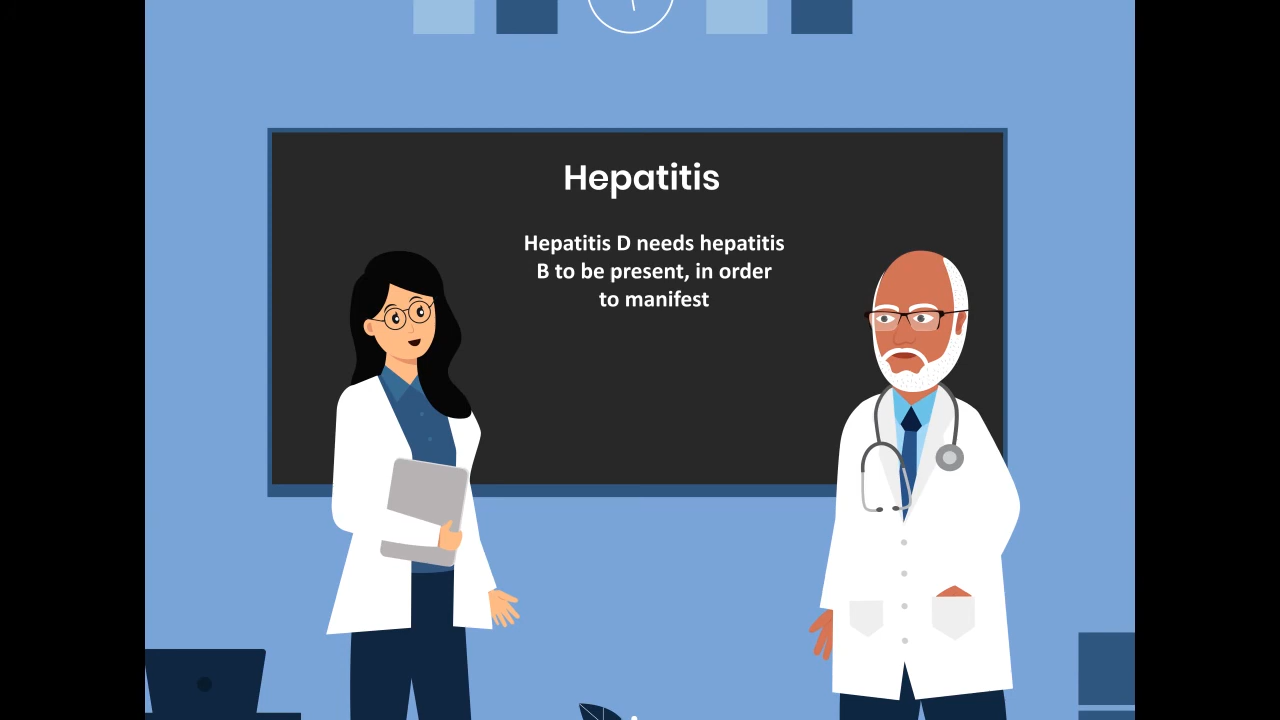 Hepatitis
Hepatitis D needs hepatitis
B to be present, in order
to manifest